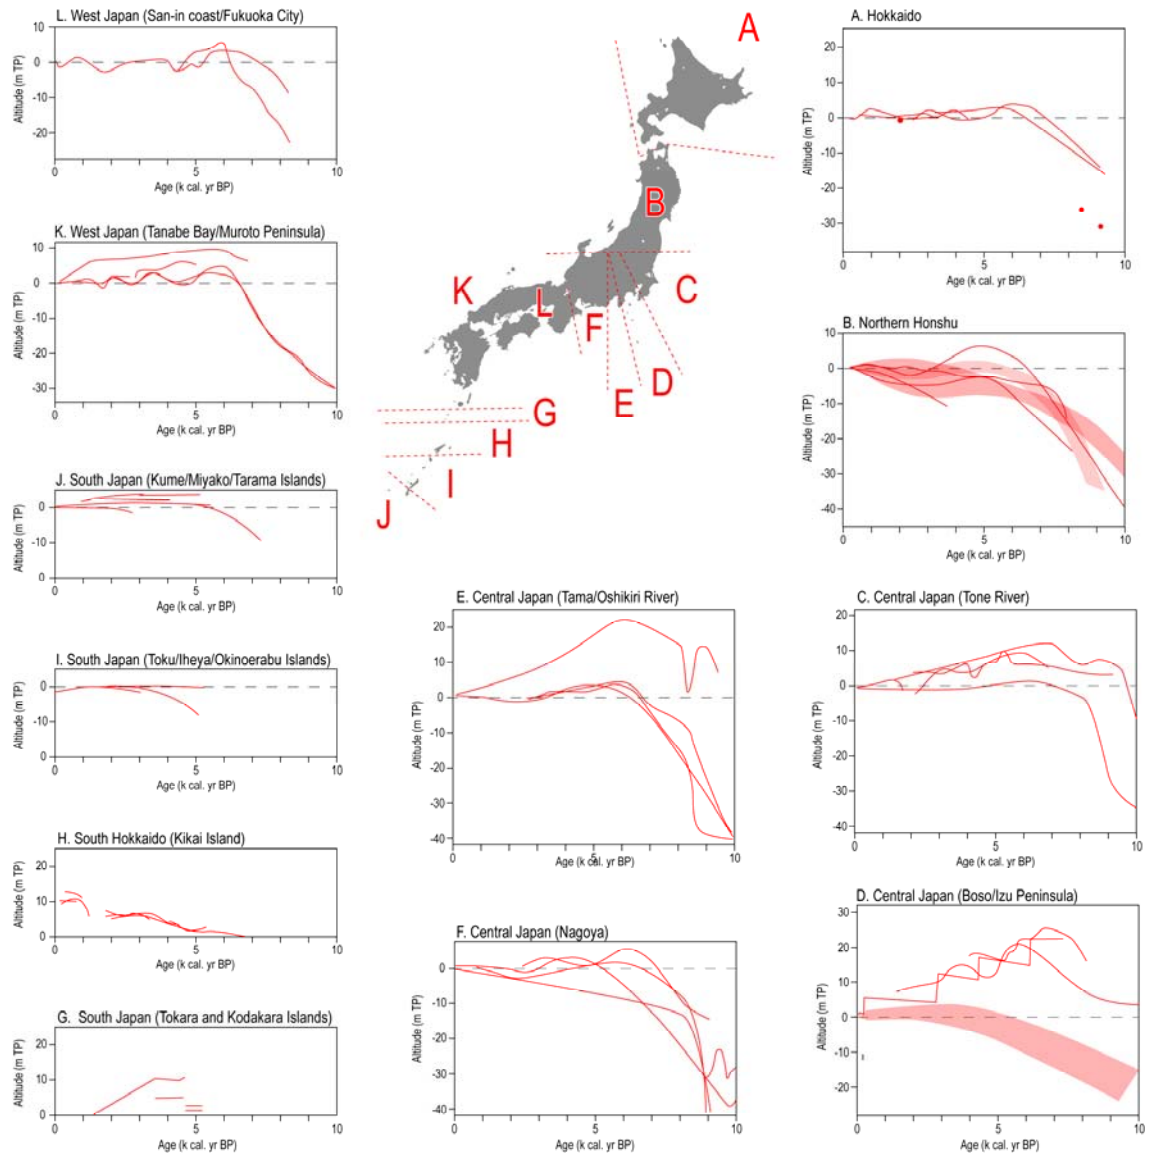 L. West Japan (San-in coast/Fukuoka City)
10
0
-10
-20
Altitude (m TP)
0
5
10
Age (k cal. yr BP)
K. West Japan (Tanabe Bay/Muroto Peninsula)
10
0
-10
-20
-30
Altitude (m TP)
0
5
10
Age (k cal. yr BP)
J. South Japan (Kume/Miyako/Tarama Islands)
0
-10
0
Altitude (m TP)
0
5
10
Age (k cal. yr BP)
I. South Japan (Toku/Iheya/Okinoerabu Islands)
0
-10
0
Altitude (m TP)
0
5
10
Age (k cal. yr BP)
H. South Hokkaido (Kikai Island)
20
10
0
Altitude (m TP)
0
5
10
Age (k cal. yr BP)
G. South Japan (Tokara and Kodakara Islands)
20
10
0
Altitude (m TP)
0
5
10
Age (k cal. yr BP)
A
B
C
D
E
F
L
K
G
H
I
J
E. Central Japan (Tama/Oshikiri River)
20
10
0
-10
-20
-30
-40
Altitude (m TP)
0
5
10
Age (k cal. yr BP)
F. Central Japan (Nagoya)
0
-10
-20
-30
-40
Altitude (m TP)
0
5
10
Age (k cal. yr BP)
A. Hokkaido
20
10
0
-10
-20
-30
Altitude (m TP)
0
5
10
Age (k cal. yr BP)
B. Northern Honshu
10
0
-10
-20
-30
-40
Altitude (m TP)
0
5
10
Age (k cal. yr BP)
C. Central Japan (Tone River)
20
10
0
-10
-20
-30
-40
Altitude (m TP)
0
5
10
Age (k cal. yr BP)
D. Central Japan (Boso/Izu Peninsula)
30
20
10
0
-10
-20
Altitude (m TP)
0
5
10
Age (k cal. yr BP)